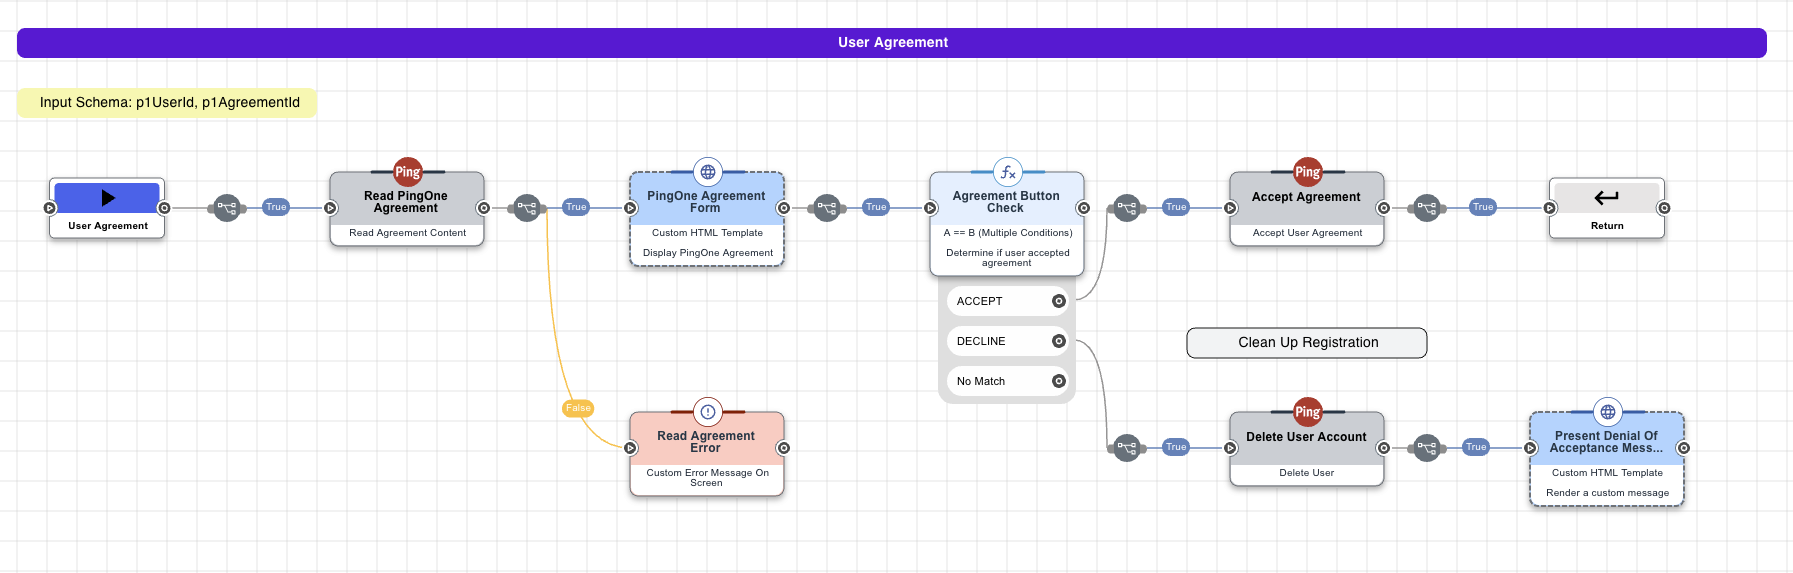 User Agreement
Input Schema: p1UserId, p1AgreementId
User Agreement
True
Ping
Read PingOne
Agreement
Read Agreement Content
True
PingOne Agreement
Form
Custom HTML Template
Display PingOne Agreement
True
fx
Agreement Button
Check
A == B (Multiple Conditions)
Determine if user accepted
agreement
ACCEPT
DECLINE
No Match
True
Ping
Accept Agreement
Accept User Agreement
True
Return
Clean Up Registration
False
Read Agreement
Error
Custom Error Message On
Screen
True
Ping
Delete User Account
Delete User
True
Present Denial Of
Acceptance Mess...
Custom HTML Template
Render a custom message